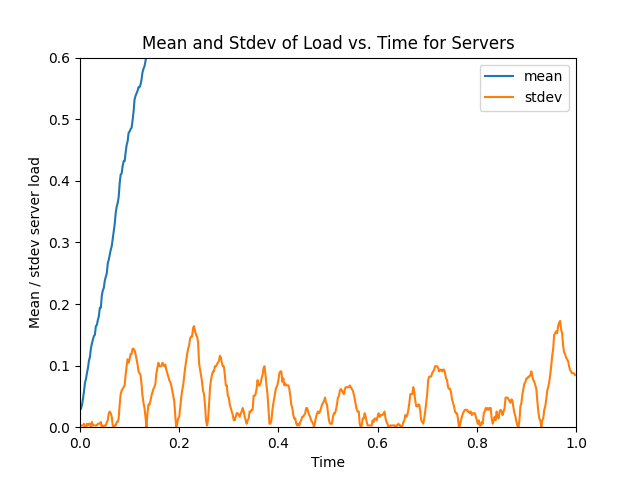 Mean and Stdev of Load vs. Time for Servers
mean
stdev
Mean / stdev server load
0.6
0.5
0.4
0.3
0.2
0.1
0.0
0.0 0.2 0.4 0.6 0.8 1.0
Time